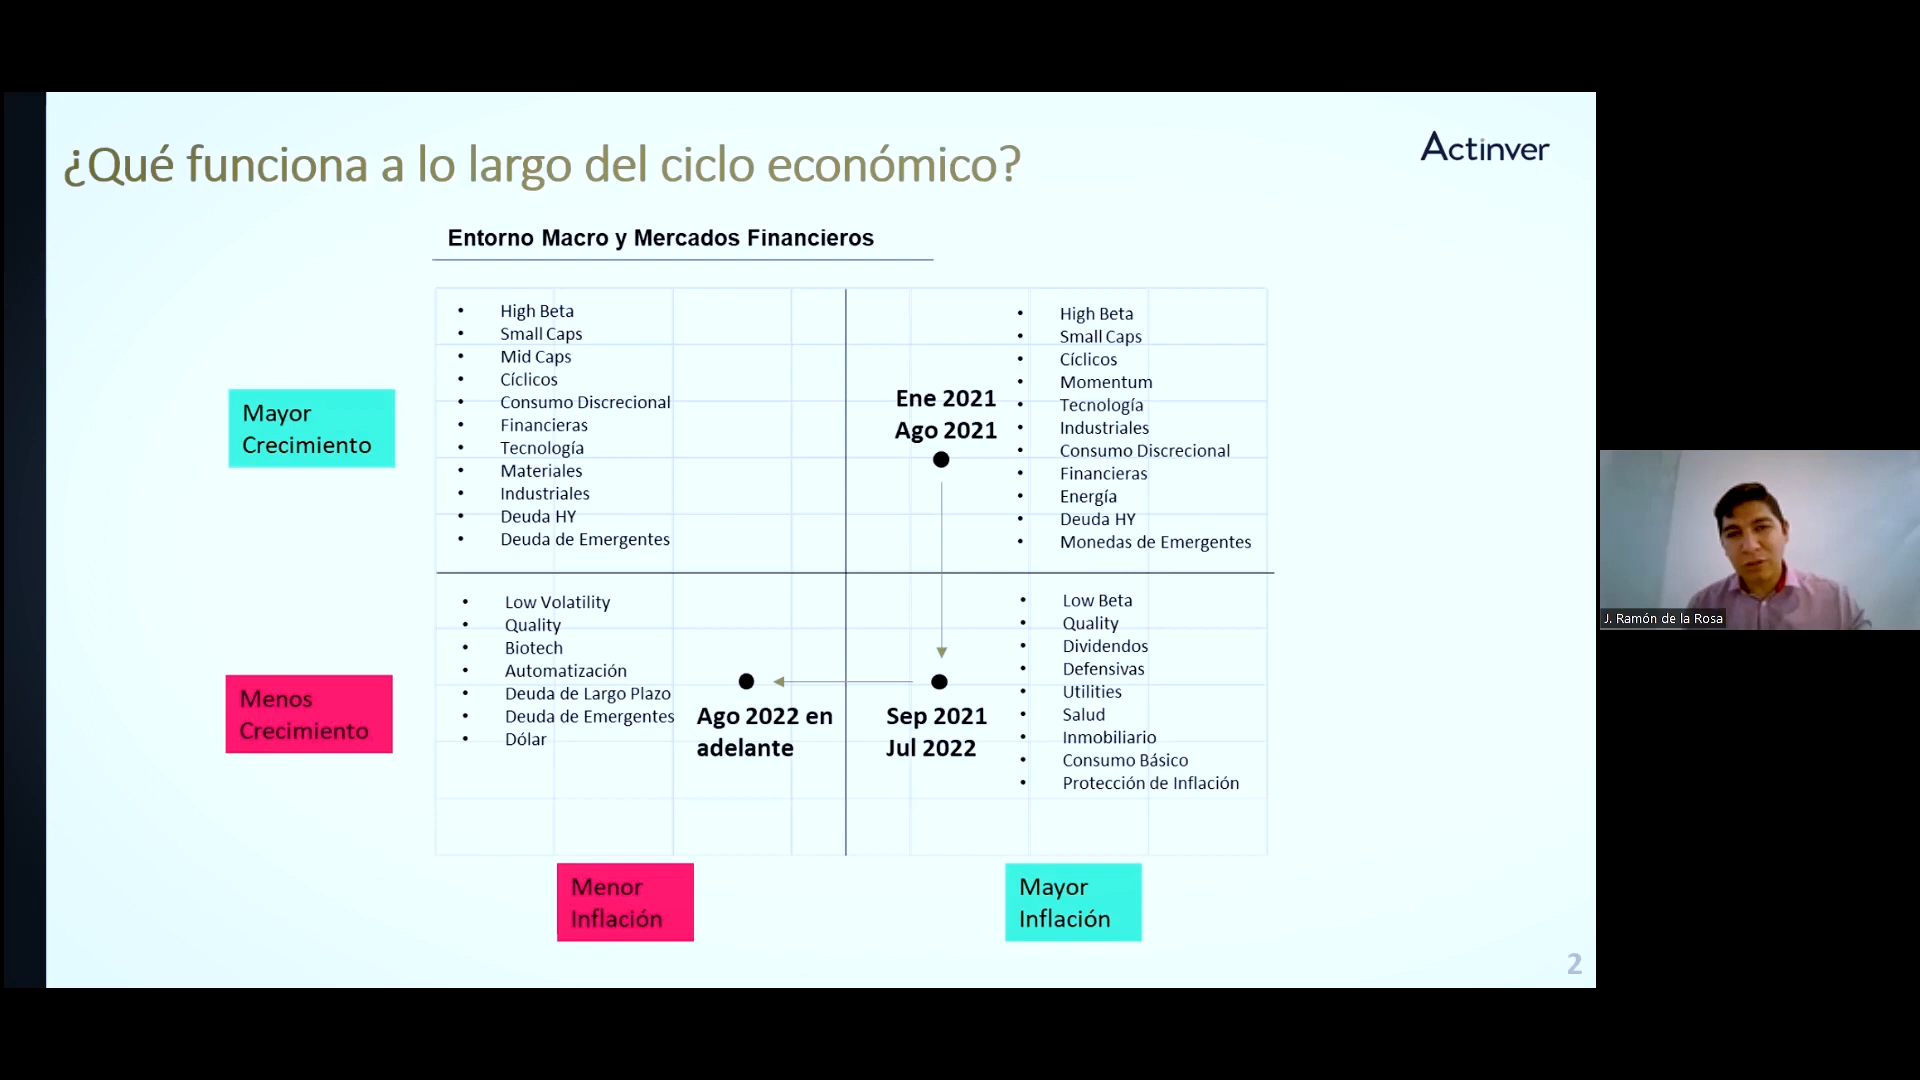 ¿Qué funciona a lo largo del ciclo económico?
Actinver
Entorno Macro y Mercados Financieros
Mayor
Crecimiento
• High Beta
• Small Caps
• Mid Caps
• Cíclicos
• Consumo Discrecional
• Financieras
• Tecnología
• Materiales
• Industriales
• Deuda HY
• Deuda de Emergentes
Ene 2021
Ago 2021
• High Beta
• Small Caps
• Cíclicos
• Momentum
• Tecnología
• Industriales
• Consumo Discrecional
• Financieras
• Energía
• Deuda HY
• Monedas de Emergentes
Menos
Crecimiento
• Low Volatility
• Quality
• Biotech
• Automatización
• Deuda de Largo Plazo
• Deuda de Emergentes
• Dólar
Ago 2022 en
adelante
Sep 2021
Jul 2022
• Low Beta
• Quality
• Dividendos
• Defensivas
• Utilities
• Salud
• Inmobiliario
• Consumo Básico
• Protección de Inflación
Menor
Inflación
Mayor
Inflación
2
J. Ramón de la Rosa